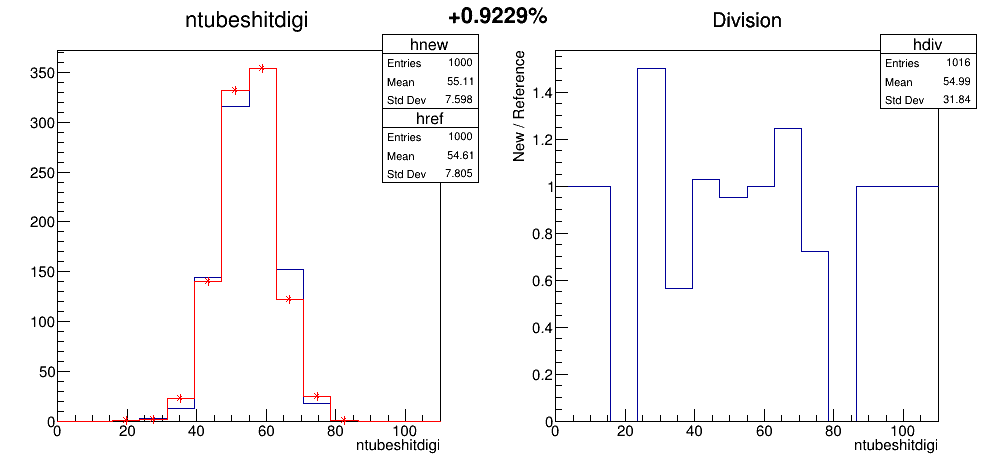 +0.9229%
ntubeshitdigi
hnew
Entries 1000
Mean 55.11
Std Dev 7.598
href
Entries 1000
Mean 54.61
Std Dev 7.805
350
300
250
200
150
100
50
0
0 20 40 60 80 100
ntubeshitdigi
Division
hdiv
Entries 1016
Mean 54.99
Std Dev 31.84
New / Reference
1.4
1.2
1
0.8
0.6
0.4
0.2
0
0 20 40 60 80 100
ntubeshitdigi